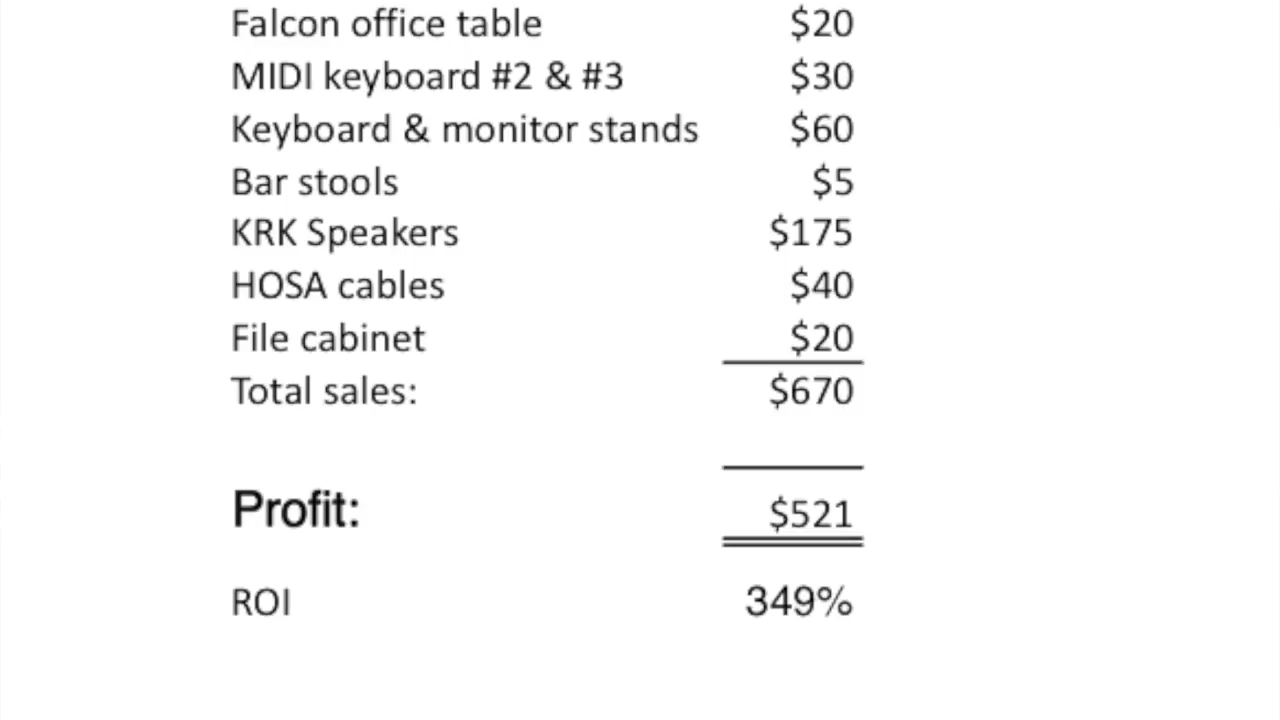 Falcon office table $20
MIDI keyboard #2 & #3 $30
Keyboard & monitor stands $60
Bar stools $5
KRK Speakers $175
HOSA cables $40
File cabinet $20
Total sales: $670
Profit: $521
ROI 349%